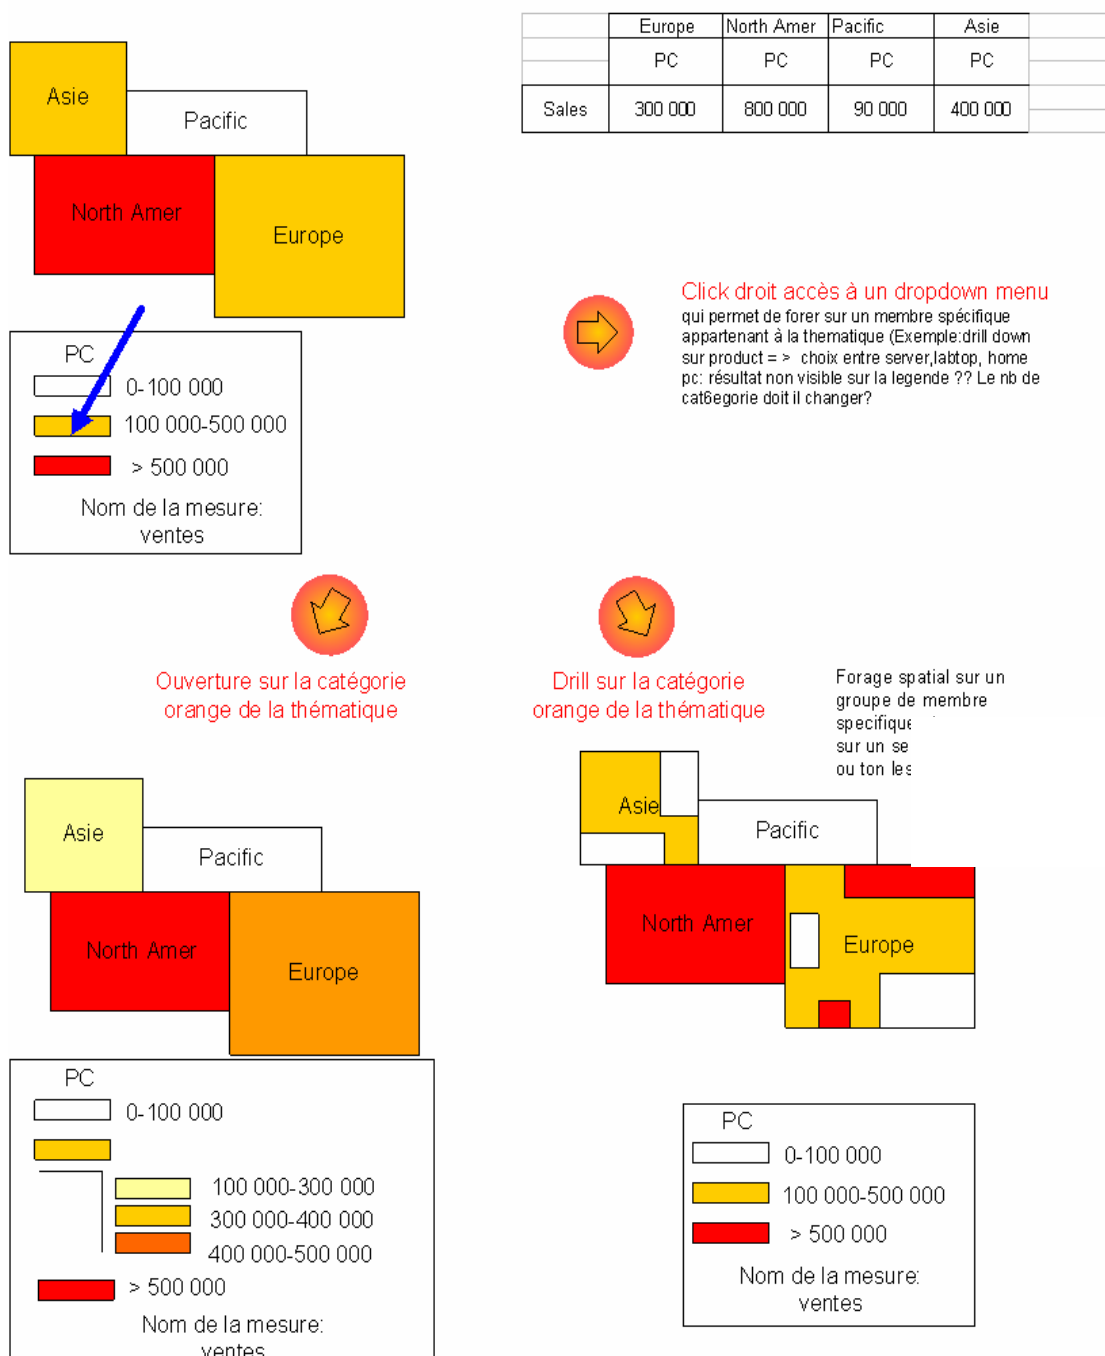 Europe North Amer Pacific Asie
PC PC PC PC
Sales 300 000 800 000 90 000 400 000
Asie
Pacific
North Amer
Europe
PC
0-100 000
100 000-500 000
> 500 000
Nom de la mesure:
ventes
Click droit accès à un dropdown menu
qui permet de forer sur un membre spécifique
appartenant à la thematique (Exemple:drill down
sur product = > choix entre server,labtop, home
pc: résultat non visible sur la legende ?? Le nb de
cat6egorie doit il changer?
Ouverture sur la catégorie
orange de la thématique
Drill sur la catégorie
orange de la thématique
Forage spatial sur un
groupe de membre
specifique
sur un se
ou ton les
Asie
Pacific
North Amer
Europe
PC
0-100 000
100 000-300 000
300 000-400 000
400 000-500 000
> 500 000
Nom de la mesure:
ventes
Asie
Pacific
North Amer
Europe
PC
0-100 000
100 000-500 000
> 500 000
Nom de la mesure:
ventes